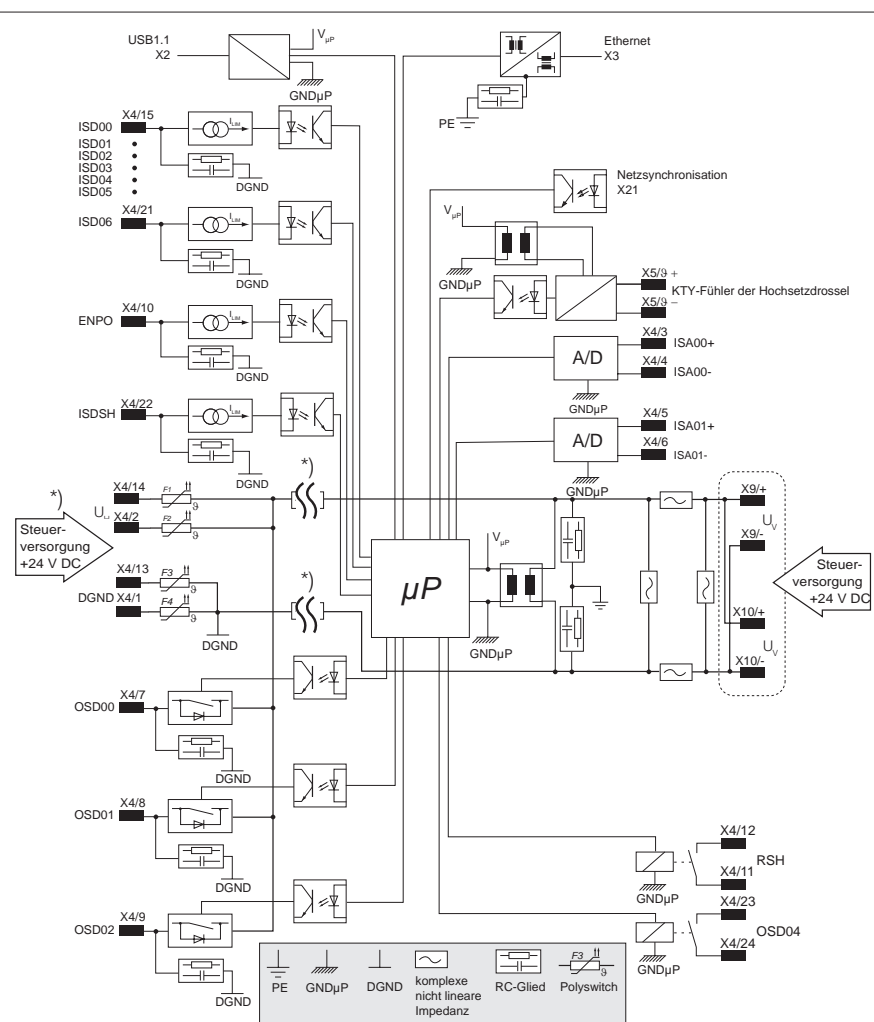 USB1.1
X2
VµP
GNDµP
Ethernet
X3
PE
X4/15
ISD00
ISD01
ISD02
ISD03
ISD04
ISD05
ILIM
DGND
X4/21
ISD06
ILIM
DGND
X4/10
ENPO
ILIM
DGND
X4/22
ISDSH
ILIM
DGND
Netzsynchronisation
X21
VµP
GNDµP
X5/ϑ +
KTY-Fühler der Hochsetzdrossel
X5/ϑ −
X4/3
A/D
ISA00+
X4/4
ISA00-
GNDµP
X4/5
A/D
ISA01+
X4/6
ISA01-
GNDµP
*)
*)
X4/14
F1
ϑ
X4/2
F2
ϑ
Steuer-
versorgung
+24 V DC
X4/13
F3
ϑ
DGND
X4/1
F4
ϑ
DGND
*)
µP
VµP
GNDµP
X9/+
UV
X9/-
X10/+
UV
X10/-
Steuer-
versorgung
+24 V DC
X4/7
OSD00
DGND
X4/8
OSD01
DGND
X4/9
OSD02
DGND
X4/12
RSH
X4/11
GNDµP
X4/23
OSD04
X4/24
GNDµP
PE
GNDµP
DGND
komplexe
nicht lineare
Impedanz
RC-Glied
F3
ϑ
Polyswitch